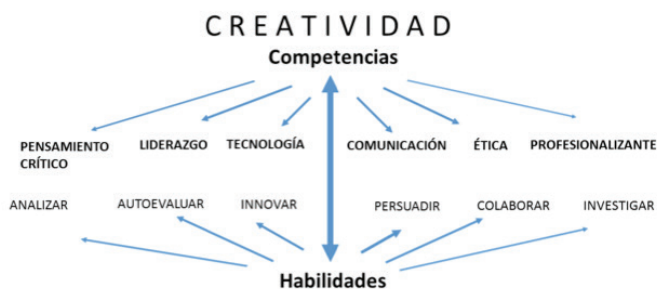 CREATIVIDAD
Competencias
PENSAMIENTO CRÍTICO
LIDERAZGO
TECNOLOGÍA
COMUNICACIÓN
ÉTICA
PROFESIONALIZANTE
ANALIZAR
AUTOEVALUAR
INNOVAR
PERSUADIR
COLABORAR
INVESTIGAR
Habilidades